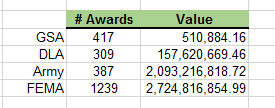 # Awards Value
GSA 417 510,884.16
DLA 309 157,620,669.46
Army 387 2,093,216,818.72
FEMA 1239 2,724,816,854.99